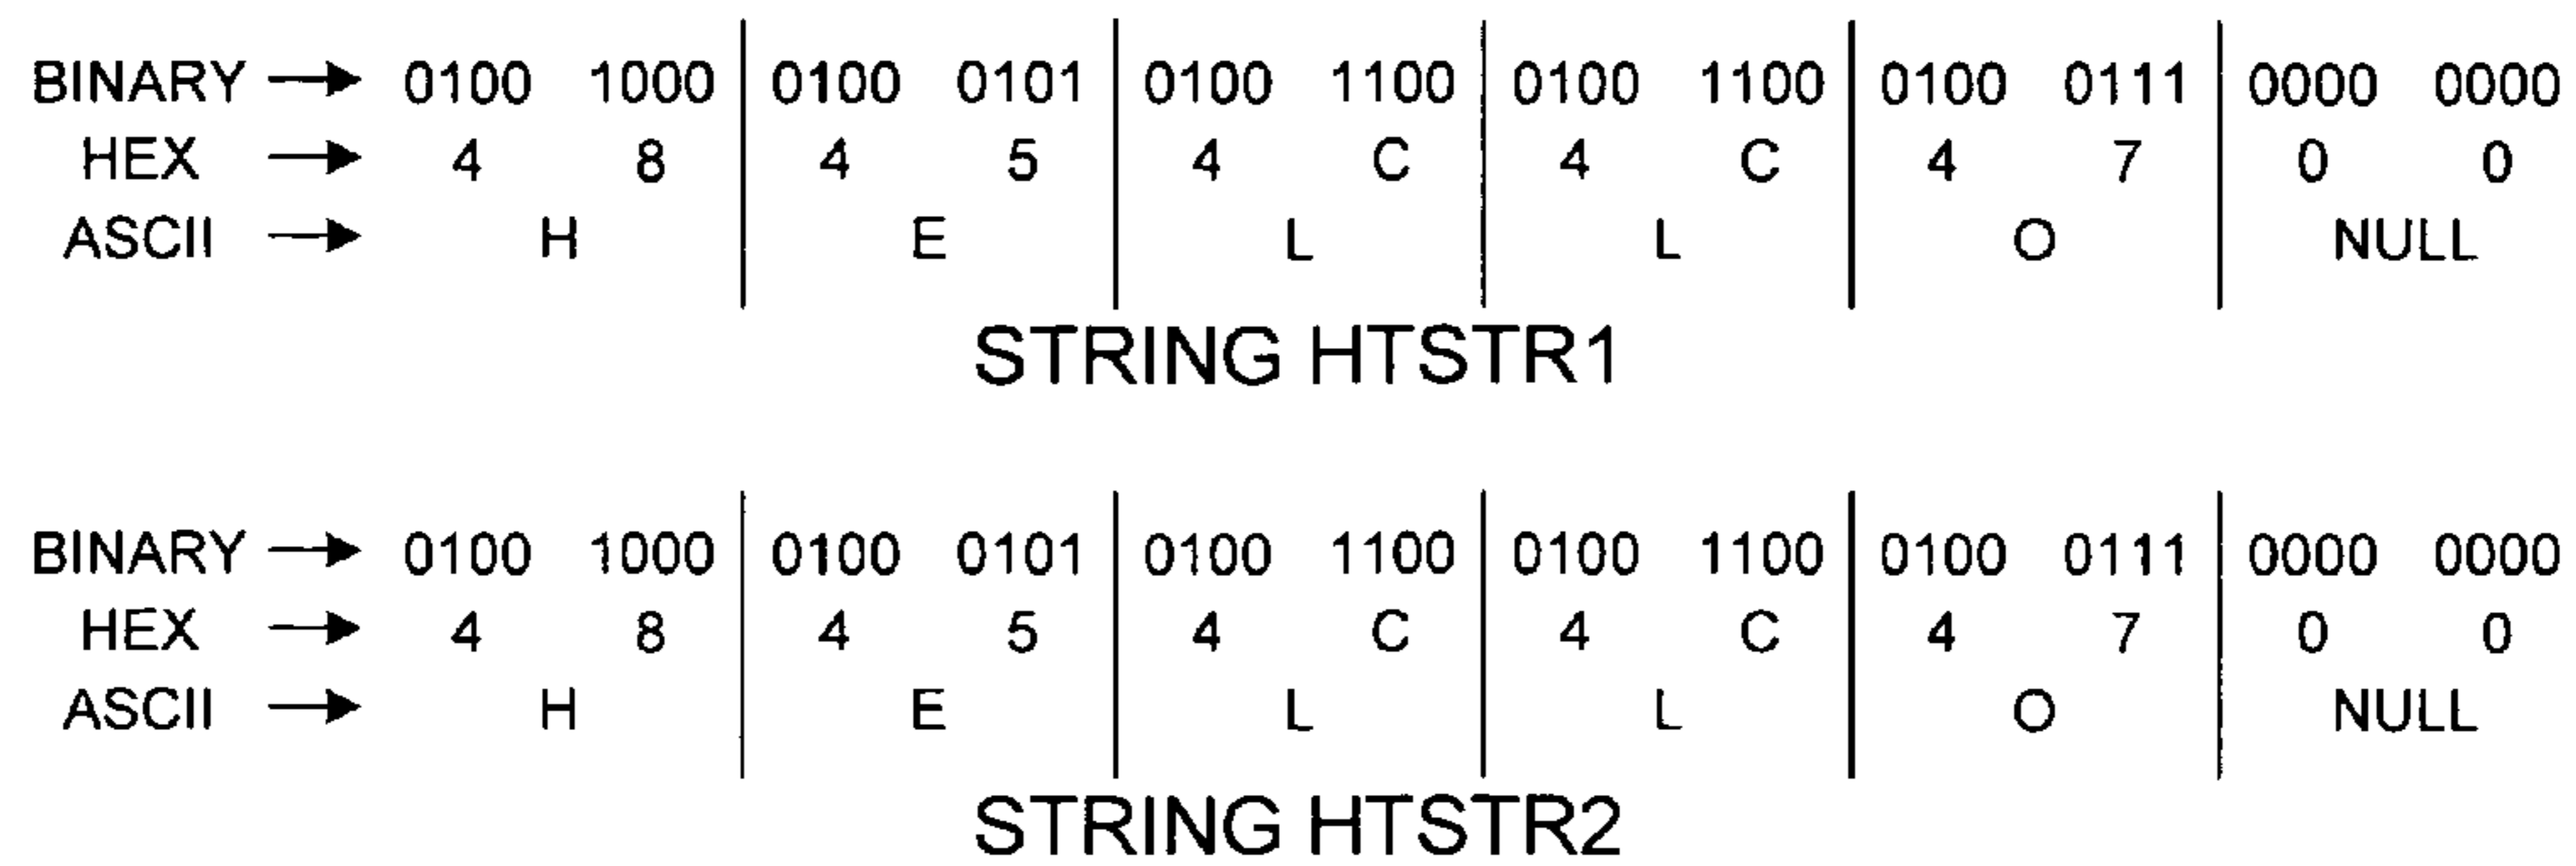 BINARY → 0100 1000 0100 0101 0100 1100 0100 1100 0100 0111 0000 0000
HEX → 4 8 4 5 4 C 4 C 4 7 0 0
ASCII → H E L L O NULL
STRING HTSTR1
BINARY → 0100 1000 0100 0101 0100 1100 0100 1100 0100 0111 0000 0000
HEX → 4 8 4 5 4 C 4 C 4 7 0 0
ASCII → H E L L O NULL
STRING HTSTR2